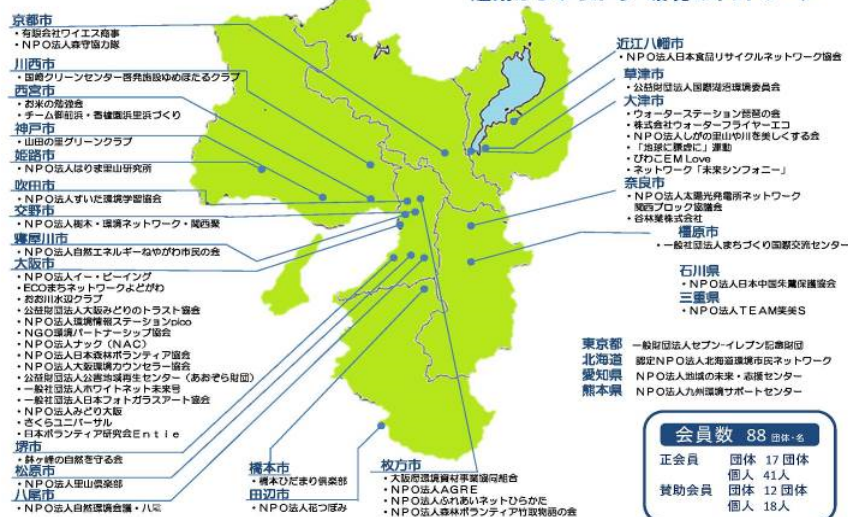 京都市
・有限会社ワイエス商事
・NPO法人森守協力隊
川西市
・国崎クリーンセンター啓発施設ゆめほたるクラブ
西宮市
・お米の勉強会
・チーム御前浜・香櫨園浜里浜づくり
神戸市
・山田の里グリーンクラブ
姫路市
・NPO法人はりま里山研究所
吹田市
・NPO法人すいた環境学習協会
交野市
・NPO法人樹木・環境ネットワーク・関西聚
寝屋川市
・NPO法人自然エネルギーねやがわ市民の会
大阪市
・NPO法人イー・ビーイング
・ECOまちネットワークよどがわ
・おお川水辺クラブ
・公益財団法人大阪みどりのトラスト協会
・NPO法人環境情報ステーションpico
・NGO環境パートナーシップ協会
・NPO法人ナック(NAC)
・NPO法人日本森林ボランティア協会
・NPO法人大阪環境カウンセラー協会
・公益財団法人公害地域再生センター(あおぞら財団)
・一般社団法人ホワイトネット未来号
・一般社団法人日本フォトガラスアート協会
・NPO法人みどり大阪
・さくらユニバーサル
・日本ボランティア研究会Entie
堺市
・鉢ヶ峰の自然を守る会
松原市
・NPO法人里山倶楽部
八尾市
・NPO法人自然環境会議・八尾
橋本市
・橋本ひだまり倶楽部
田辺市
・NPO法人花つぼみ
枚方市
・大阪府環境資材事業協同組合
・NPO法人AGRE
・NPO法人ふれあいネットひらかた
・NPO法人森林ボランティア竹取物語の会
近江八幡市
・NPO法人日本食品リサイクルネットワーク協会
草津市
・公益財団法人国際湖沼環境委員会
大津市
・ウォーターステーション琵琶の会
・株式会社ウォーターフライヤーエコ
・NPO法人しがの里山や川を美しくする会
・「地球に謙虚に」運動
・びわこEM Love
・ネットワーク「未来シンフォニー」
奈良市
・NPO法人太陽光発電所ネットワーク
関西ブロック協議会
・谷林業株式会社
橿原市
・一般社団法人まちづくり国際交流センター
石川県
・NPO法人日本中国朱鷺保護協会
三重県
・NPO法人TEAM笑美S
東京都 一般財団法人セブン-イレブン記念財団
北海道 認定NPO法人北海道環境市民ネットワーク
愛知県 NPO法人地域の未来・志援センター
熊本県 NPO法人九州環境サポートセンター
会員数 88 団体・名
正会員 団体 17団体
個人 41人
賛助会員 団体 12団体
個人 18人